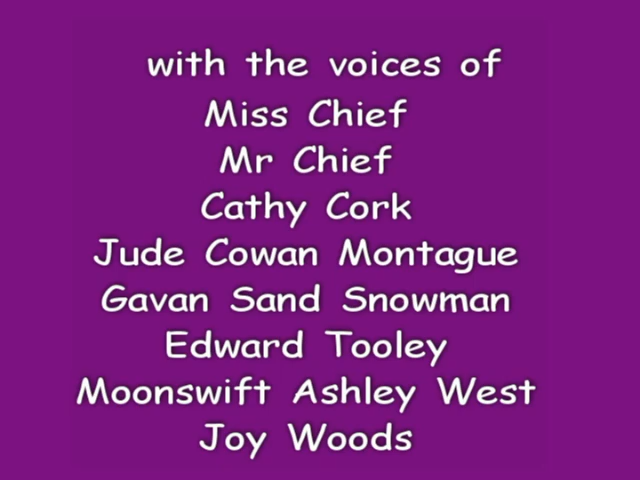 with the voices of
Miss Chief
Mr Chief
Cathy Cork
Jude Cowan Montague
Gavan Sand Snowman
Edward Tooley
Moonswift Ashley West
Joy Woods